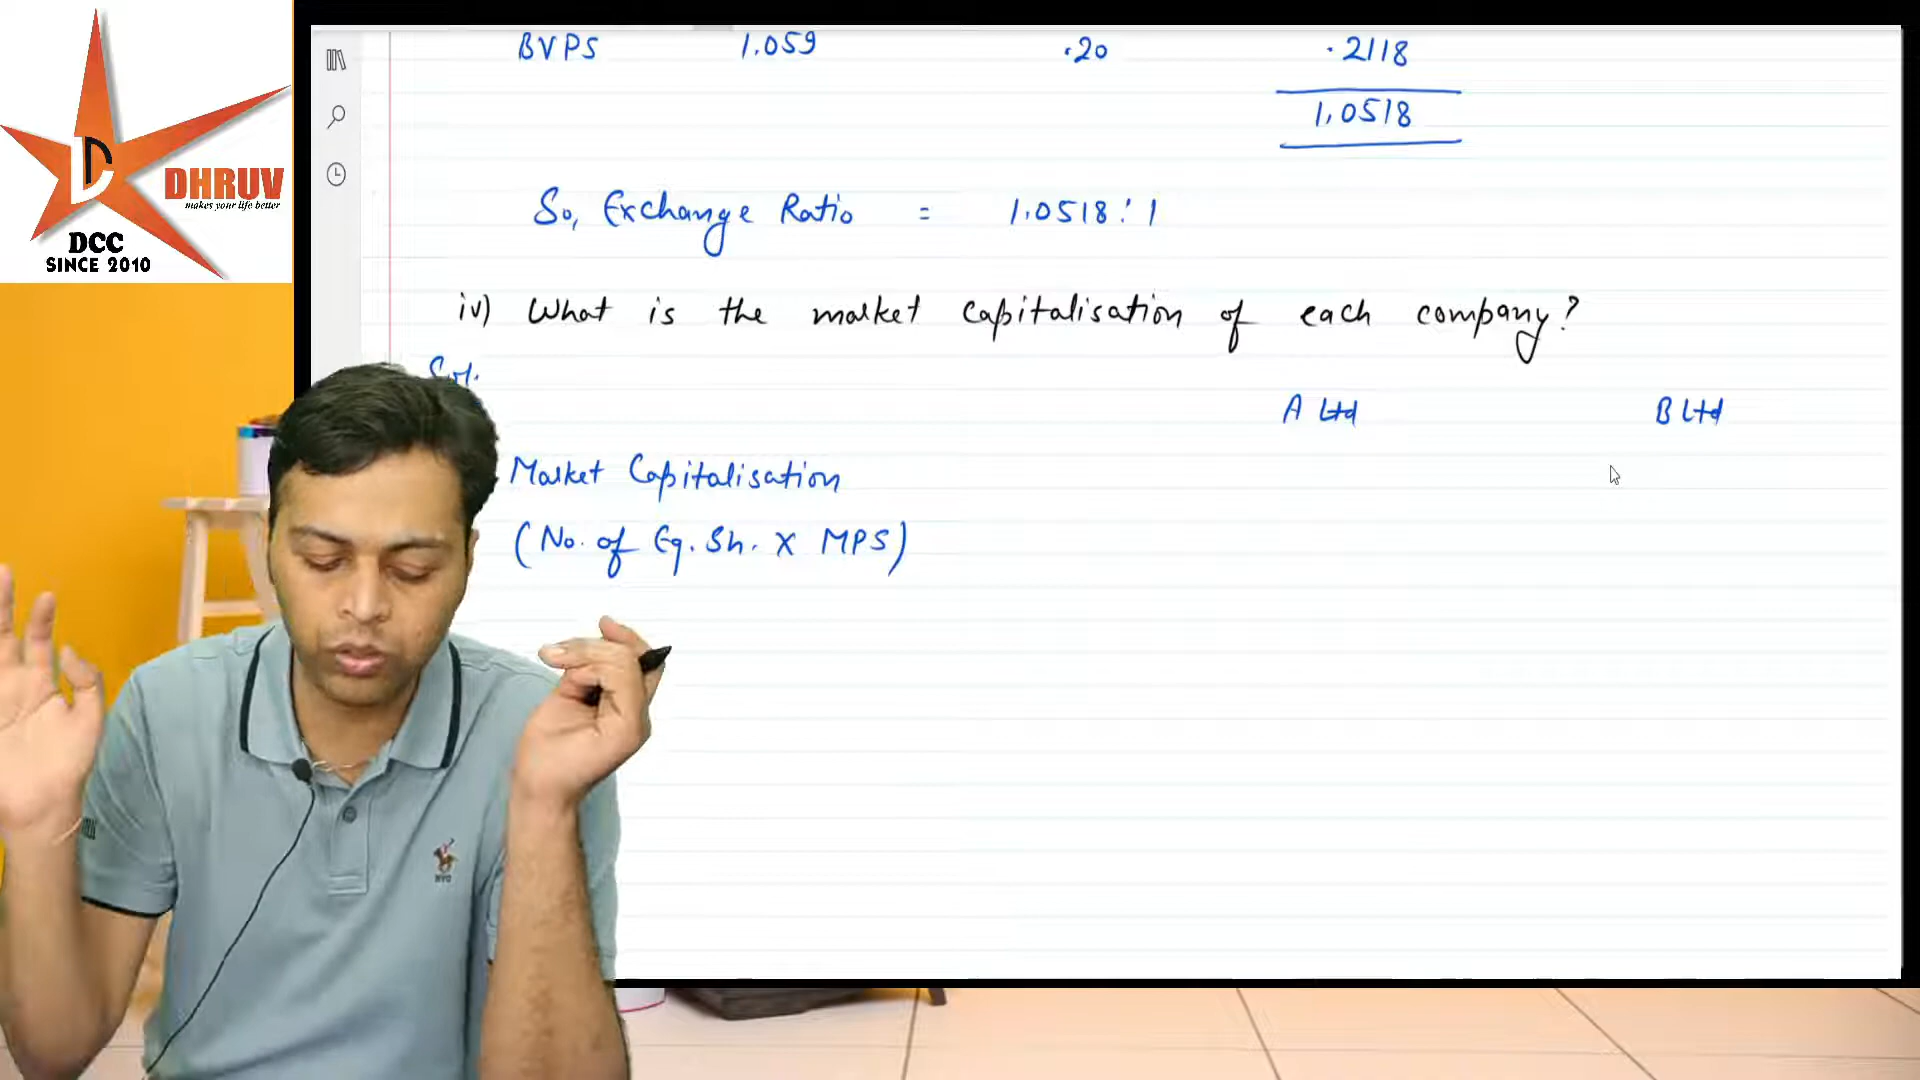 DHRUV
makes your life better
DCC
SINCE 2010
BVPS 1.059 .20 .2118
1.0518
So, Exchange Ratio = 1.0518:1
iv) What is the market capitalisation of each company?
Sol.
A Ltd B Ltd
Market Capitalisation
(No. of Eq. Sh. X MPS)